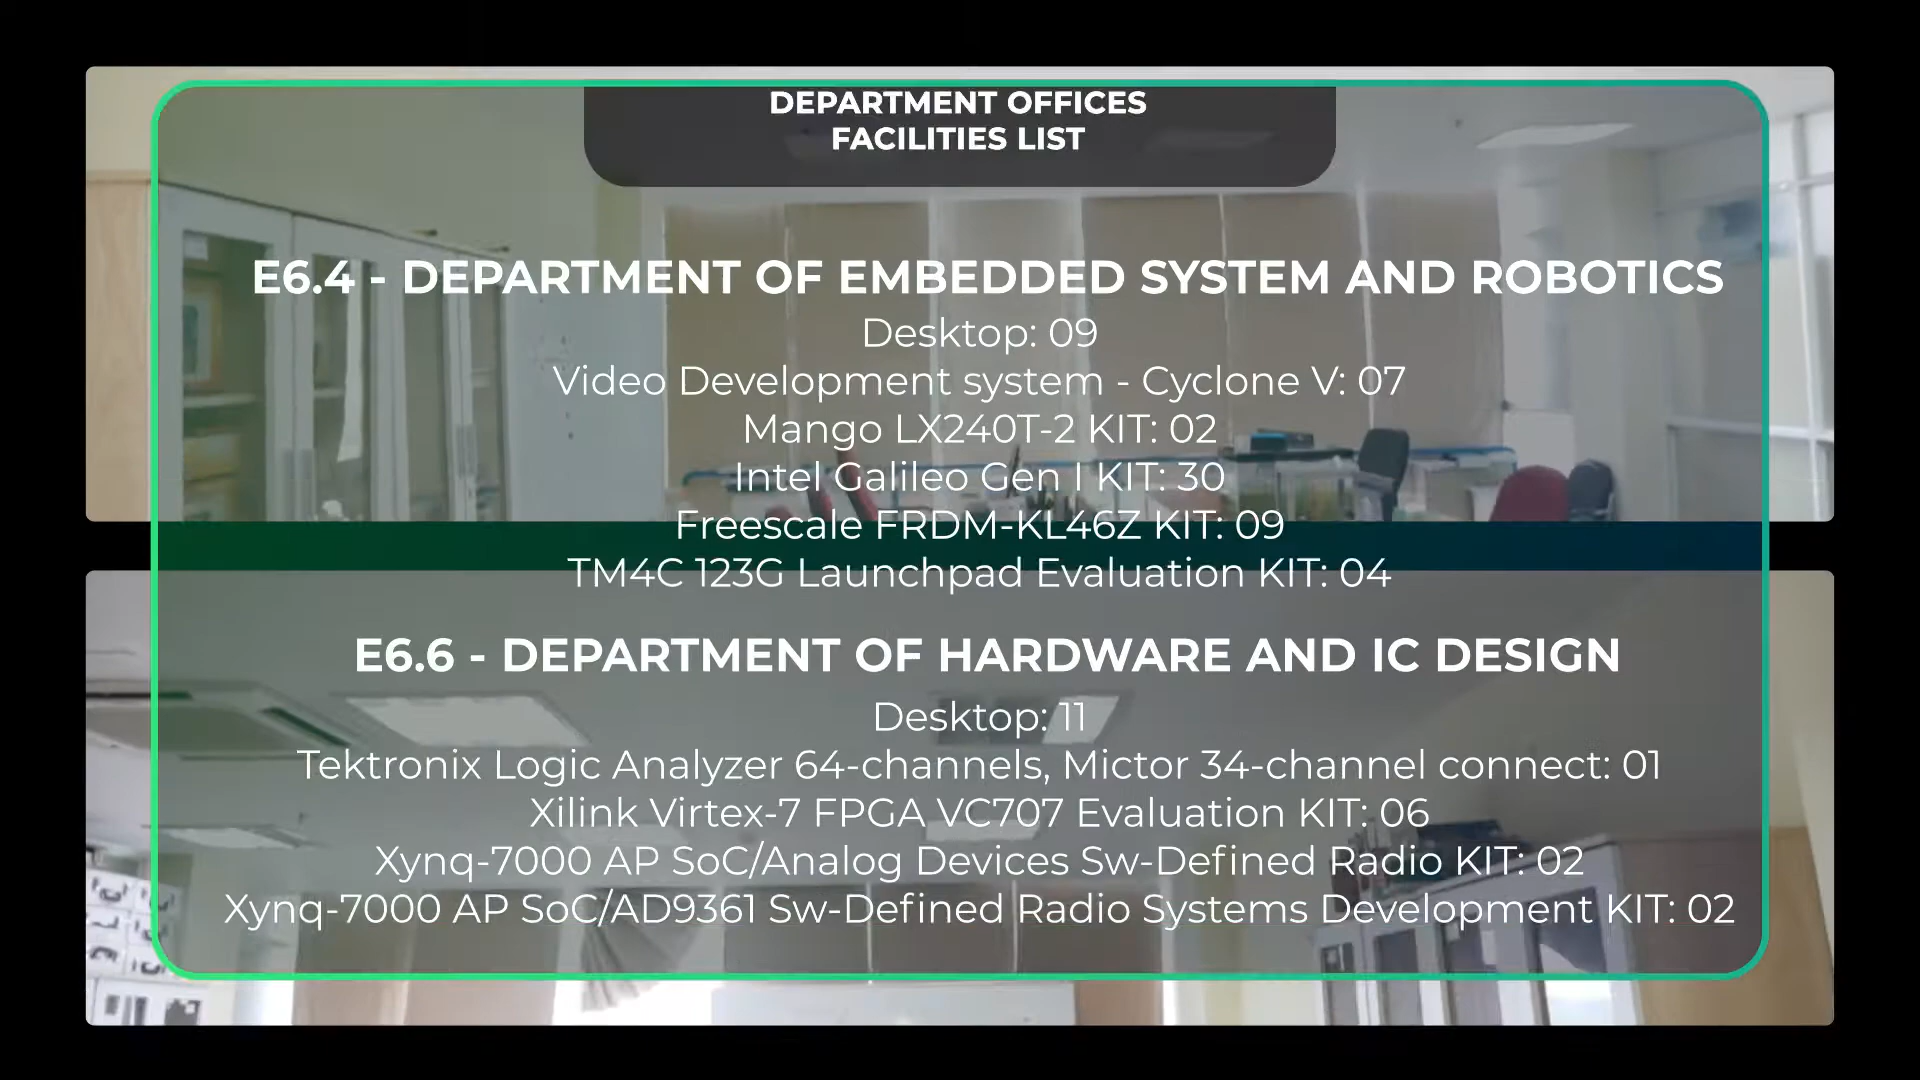 DEPARTMENT OFFICES
FACILITIES LIST
E6.4 - DEPARTMENT OF EMBEDDED SYSTEM AND ROBOTICS
Desktop: 09
Video Development system - Cyclone V: 07
Mango LX240T-2 KIT: 02
Intel Galileo Gen I KIT: 30
Freescale FRDM-KL46Z KIT: 09
TM4C 123G Launchpad Evaluation KIT: 04
E6.6 - DEPARTMENT OF HARDWARE AND IC DESIGN
Desktop: 11
Tektronix Logic Analyzer 64-channels, Mictor 34-channel connect: 01
Xilink Virtex-7 FPGA VC707 Evaluation KIT: 06
Xynq-7000 AP SoC/Analog Devices Sw-Defined Radio KIT: 02
Xynq-7000 AP SoC/AD9361 Sw-Defined Radio Systems Development KIT: 02